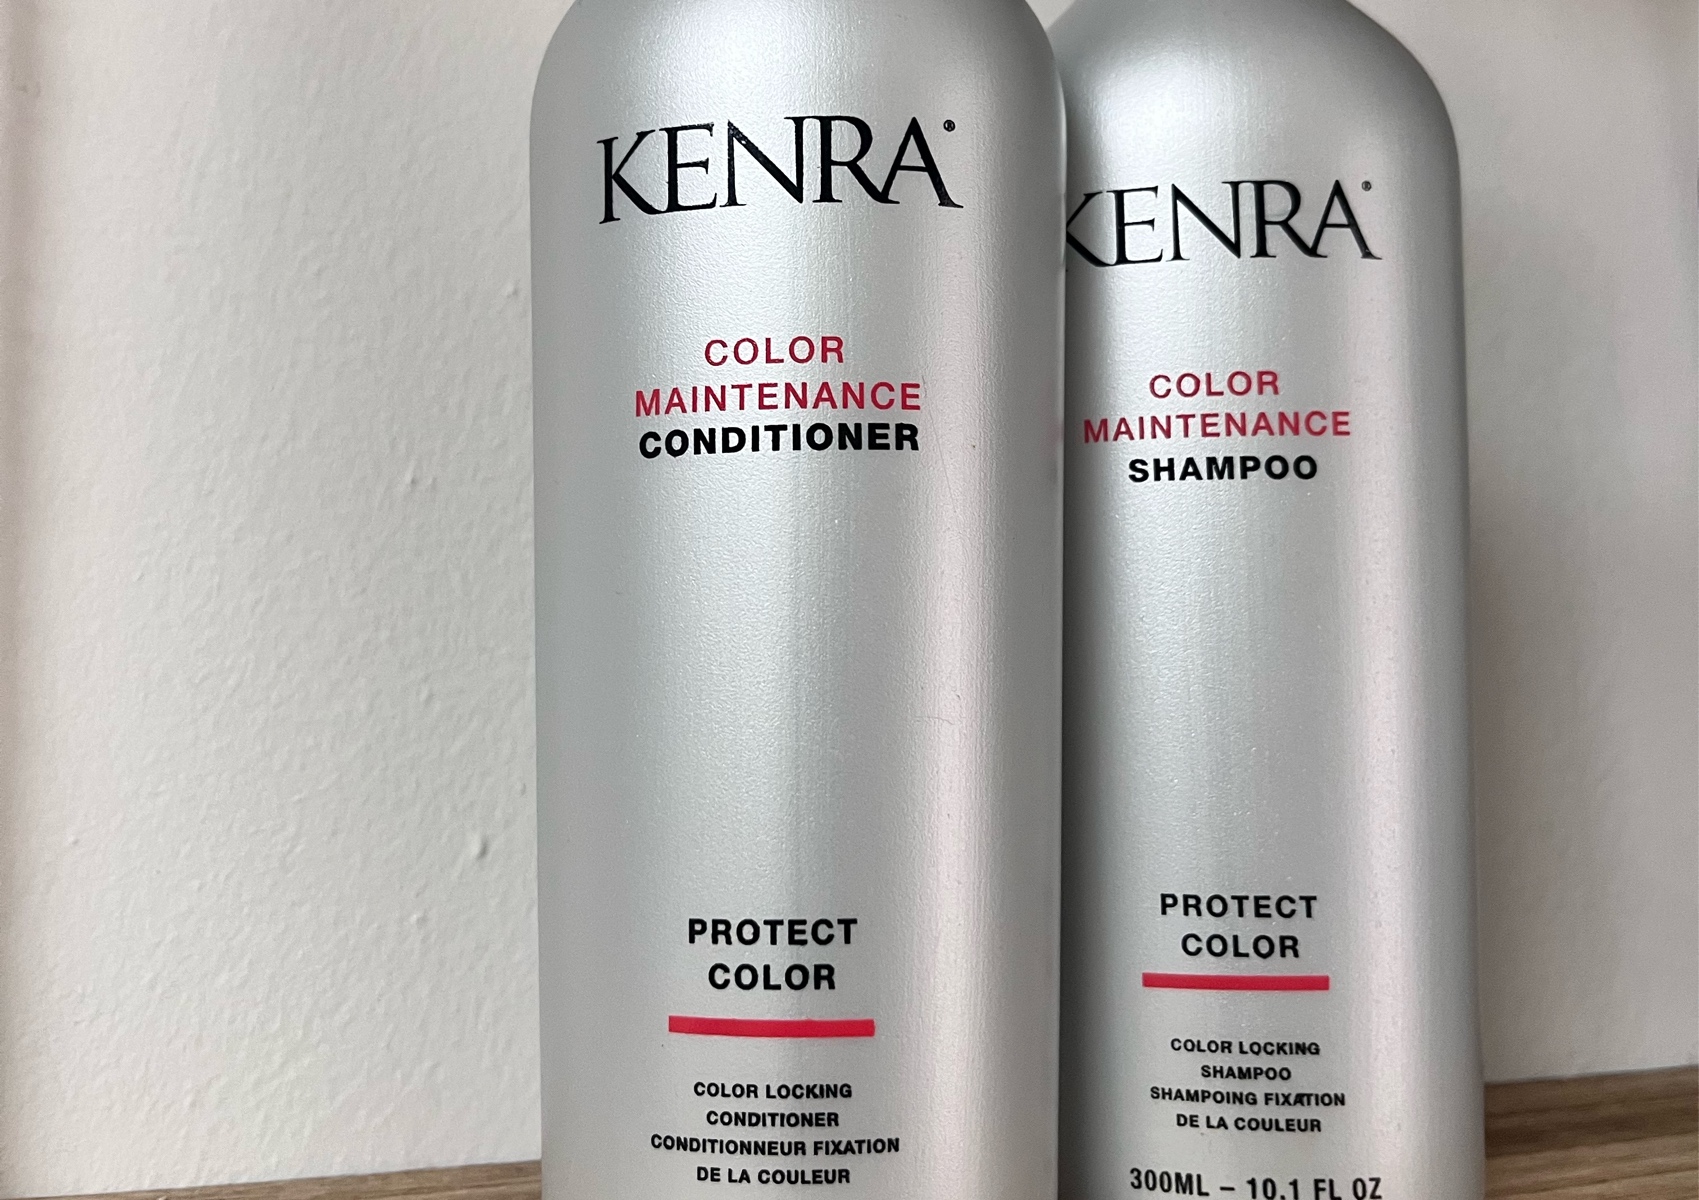 KENRA®
COLOR
MAINTENANCE
CONDITIONER
PROTECT
COLOR
COLOR LOCKING
CONDITIONER
CONDITIONNEUR FIXATION
DE LA COULEUR
KENRA®
COLOR
MAINTENANCE
SHAMPOO
PROTECT
COLOR
COLOR LOCKING
SHAMPOO
SHAMPOING FIXATION
DE LA COULEUR
300ML – 10.1 FL OZ